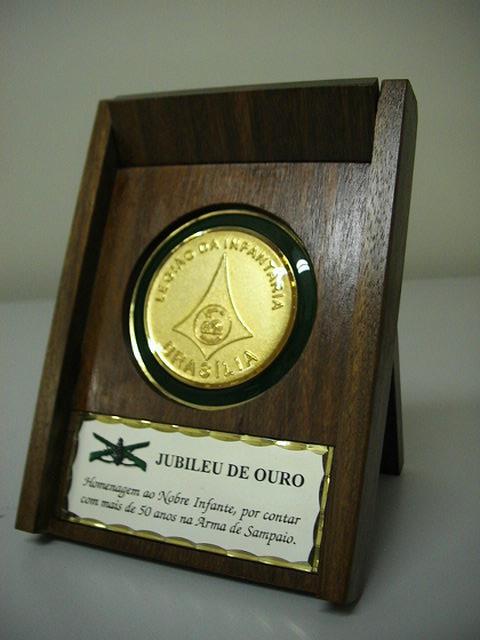 LEGIÃO DA INFANTARIA
BRASÍLIA
JUBILEU DE OURO
Homenagem ao Nobre Infante, por contar
com mais de 50 anos na Arma de Sampaio.